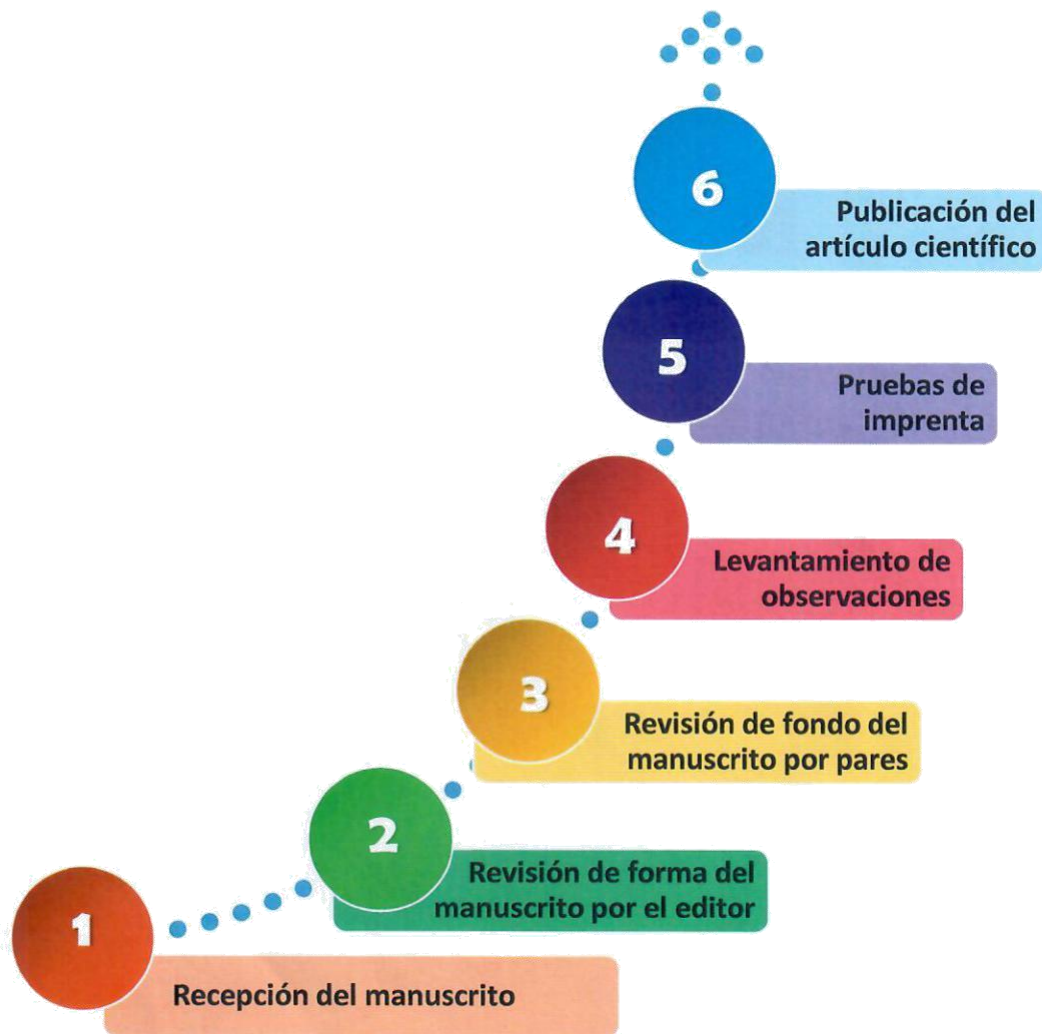 6
Publicación del
artículo científico
5
Pruebas de
imprenta
4
Levantamiento de
observaciones
3
Revisión de fondo del
manuscrito por pares
2
Revisión de forma del
manuscrito por el editor
1
Recepción del manuscrito